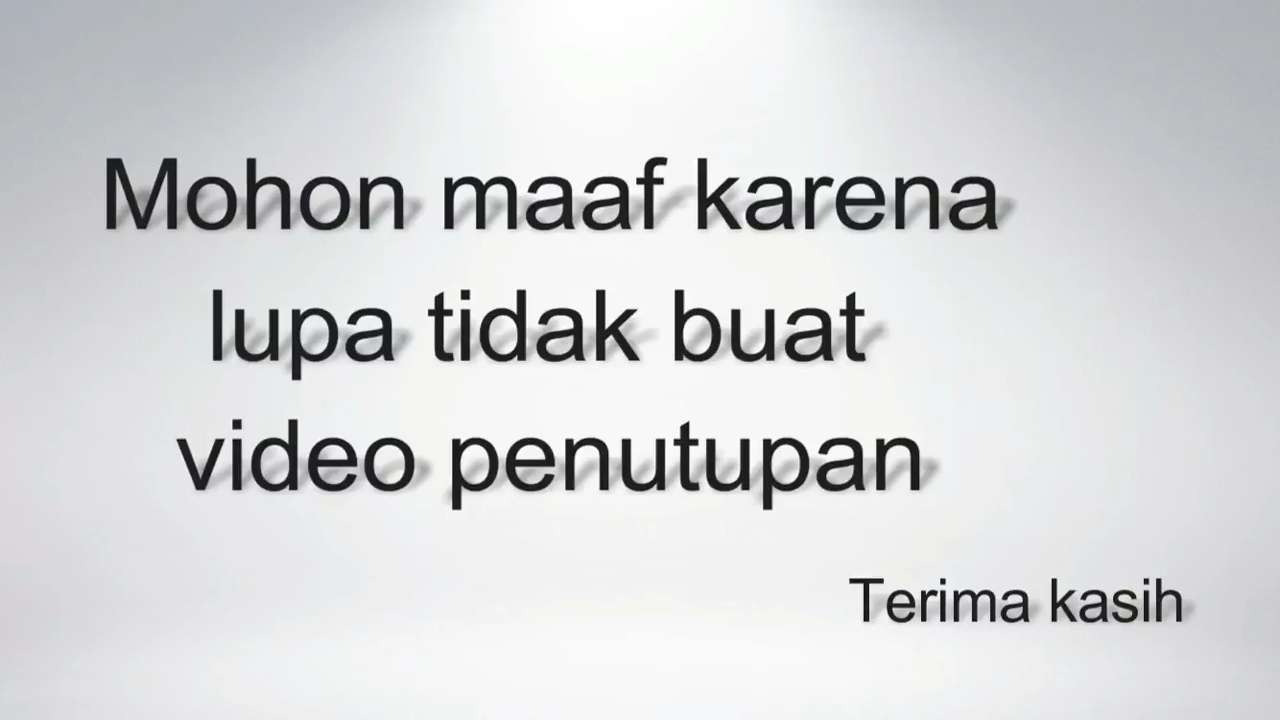 Mohon maaf karena
lupa tidak buat
video penutupan
Terima kasih